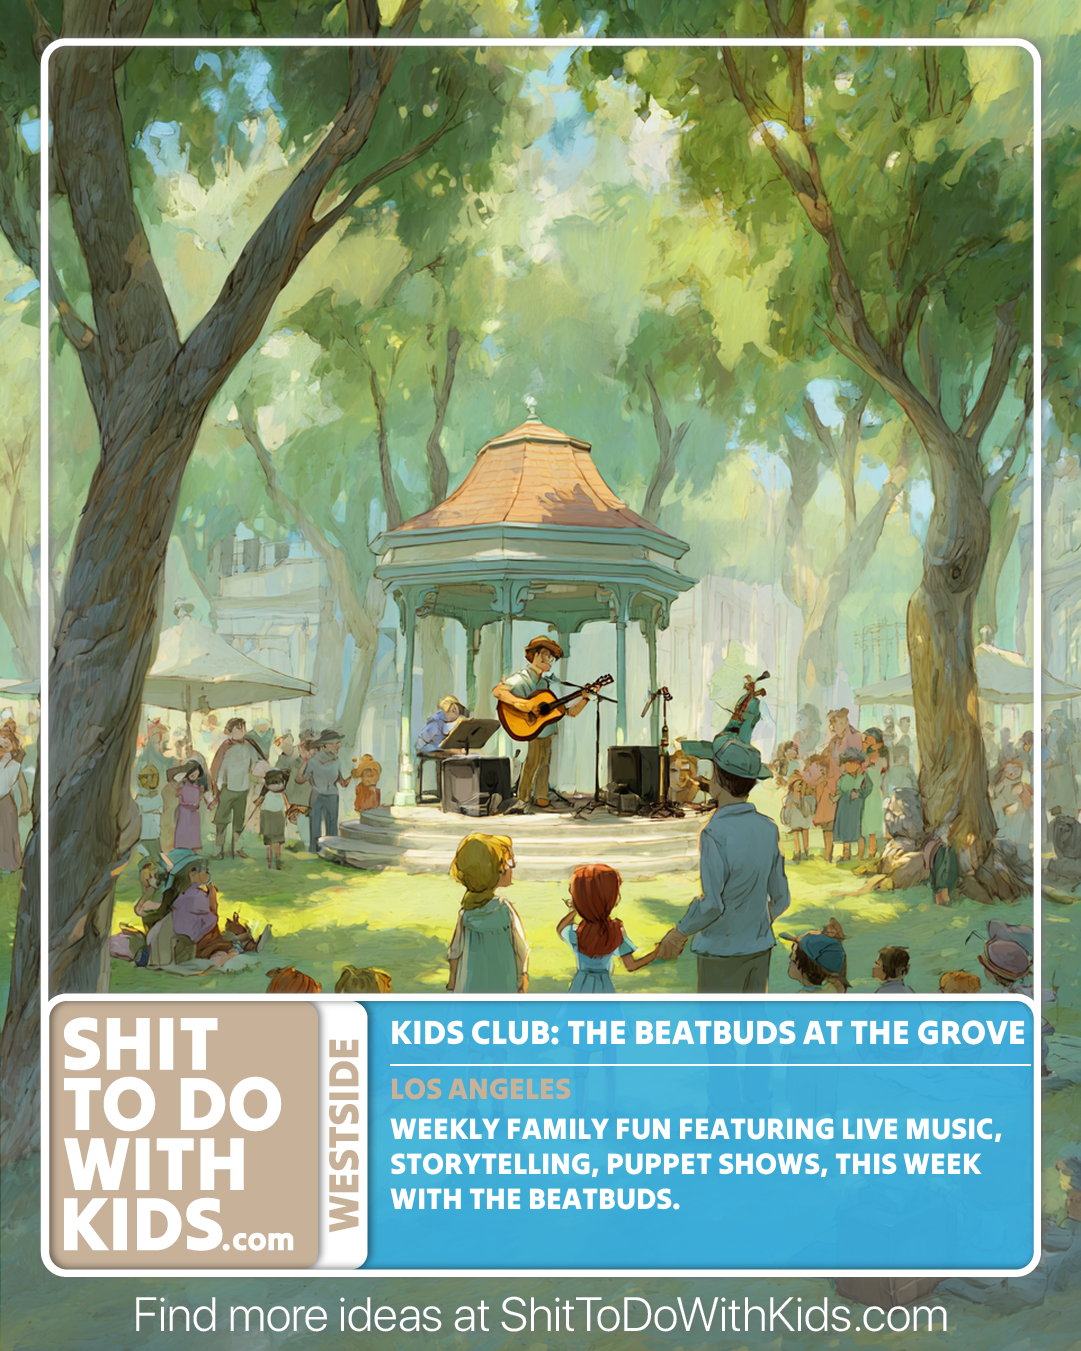 SHIT
TO DO
WITH
KIDS.com
WESTSIDE
KIDS CLUB: THE BEATBUDS AT THE GROVE
LOS ANGELES
WEEKLY FAMILY FUN FEATURING LIVE MUSIC,
STORYTELLING, PUPPET SHOWS, THIS WEEK
WITH THE BEATBUDS.
Find more ideas at ShitToDoWithKids.com